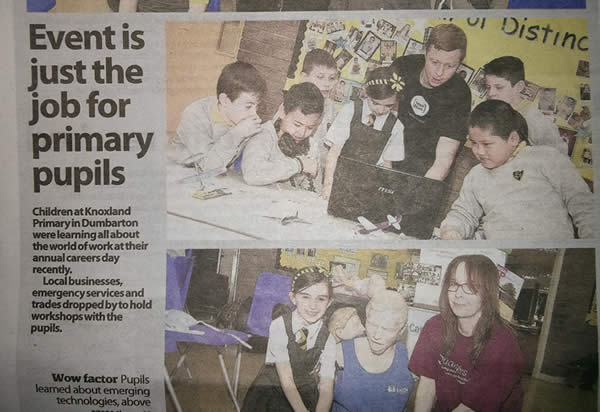 Event is
just the
job for
primary
pupils
Children at Knoxland
Primary in Dumbarton
were learning all about
the world of work at their
annual careers day
recently.
Local businesses,
emergency services and
trades dropped by to hold
workshops with the
pupils.
Wow factor Pupils
learned about emerging
technologies, above
of Distinc
msi